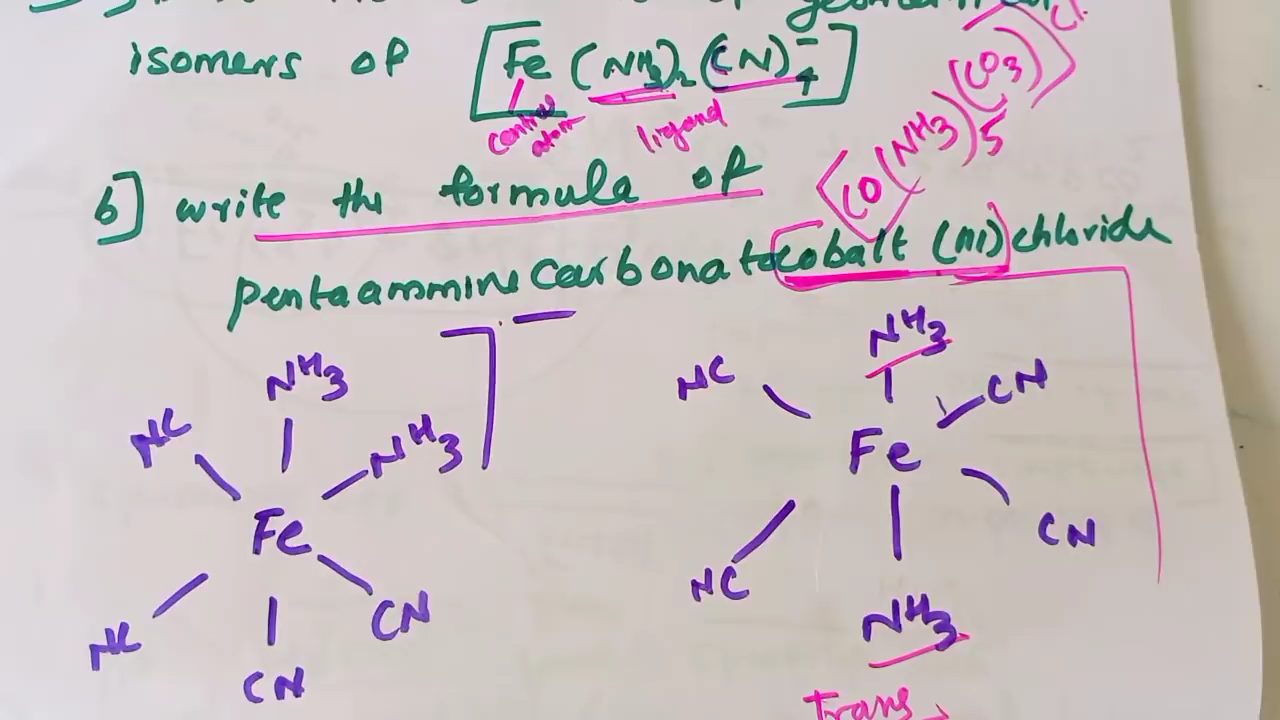 isomers of [Fe (NH3)2 (CN)4^-]
central atom
ligand
[CO(NH3)5(CO3)]Cl
b] write the formula of
pentaamminecarbonatocobalt (III) chloride
NH3
NC
NH3
Fe
NC
CN
CN
NH3
NC
CN
Fe
CN
NC
NH3
Trans